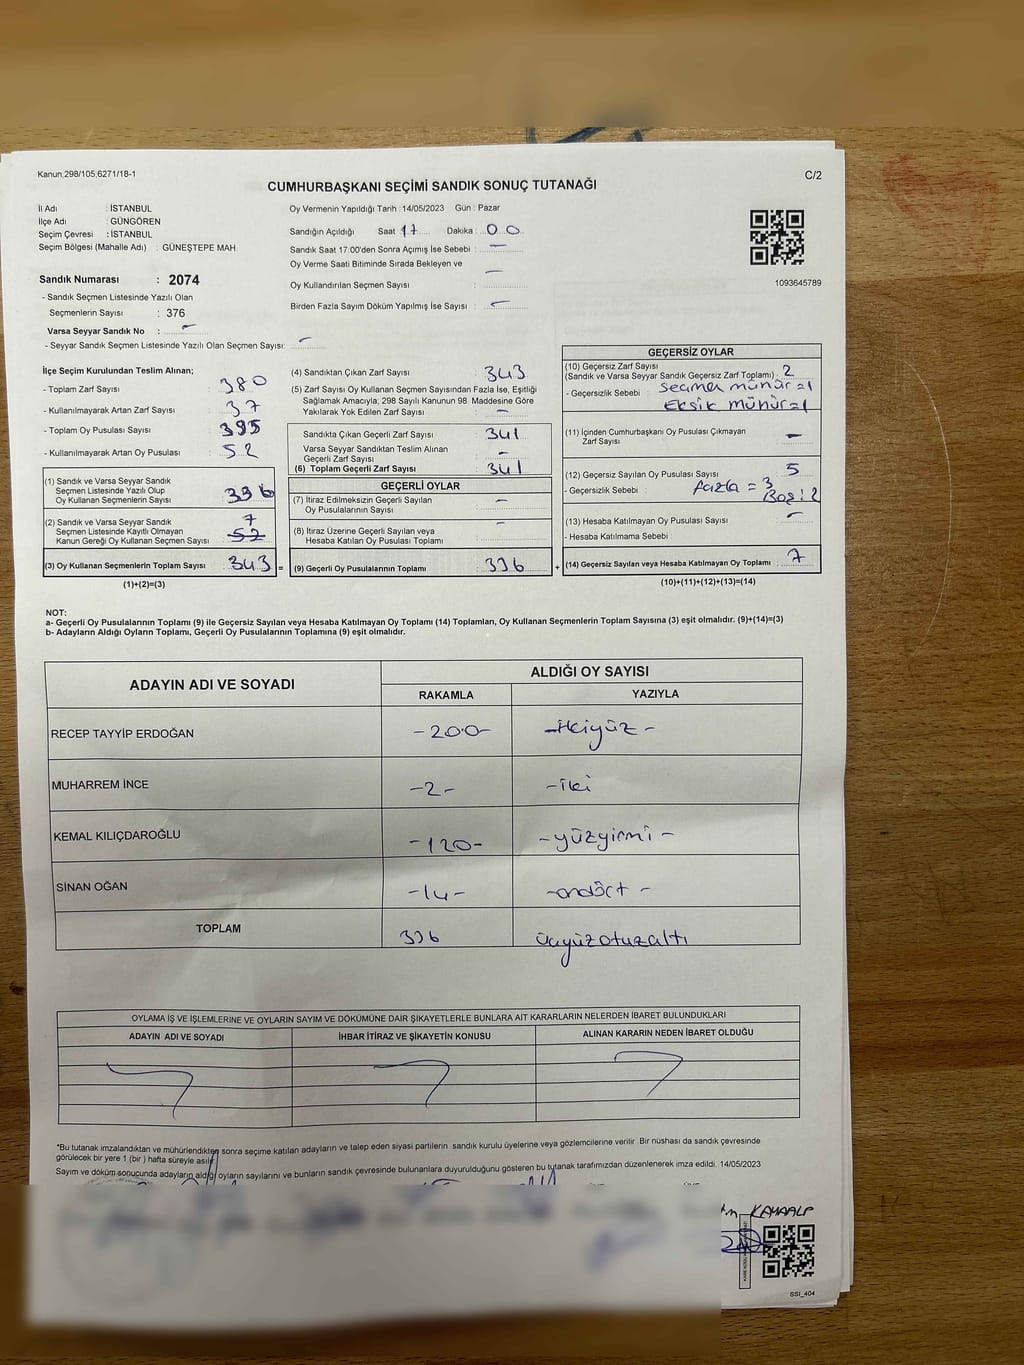 Kanun,298/105,6271/18-1
C/2
CUMHURBAŞKANI SEÇİMİ SANDIK SONUÇ TUTANAĞI
İl Adı : İSTANBUL
İlçe Adı : GÜNGÖREN
Seçim Çevresi : İSTANBUL
Seçim Bölgesi (Mahalle Adı) : GÜNEŞTEPE MAH
Sandık Numarası : 2074
- Sandık Seçmen Listesinde Yazılı Olan
Seçmenlerin Sayısı : 376
Varsa Seyyar Sandık No : -
- Seyyar Sandık Seçmen Listesinde Yazılı Olan Seçmen Sayısı: -
Oy Vermenin Yapıldığı Tarih : 14/05/2023 Gün : Pazar
Sandığın Açıldığı Saat 17 Dakika : 00
Sandık Saat 17:00'den Sonra Açımış İse Sebebi : -
Oy Verme Saati Bitiminde Sırada Bekleyen ve
Oy Kullandırılan Seçmen Sayısı : -
Birden Fazla Sayım Döküm Yapılmış İse Sayısı : -
1093645789
İlçe Seçim Kurulundan Teslim Alınan;
- Toplam Zarf Sayısı : 380
- Kullanılmayarak Artan Zarf Sayısı : 37
- Toplam Oy Pusulası Sayısı : 395
- Kullanılmayarak Artan Oy Pusulası : 52
(1) Sandık ve Varsa Seyyar Sandık
Seçmen Listesinde Yazılı Olup
Oy Kullanan Seçmenlerin Sayısı : 336
(2) Sandık ve Varsa Seyyar Sandık 7
Seçmen Listesinde Kayıtlı Olmayan
Kanun Gereği Oy Kullanan Seçmen Sayısı : 52
(3) Oy Kullanan Seçmenlerin Toplam Sayısı : 343 =
(1)+(2)=(3)
(4) Sandıktan Çıkan Zarf Sayısı : 343
(5) Zarf Sayısı Oy Kullanan Seçmen Sayısından Fazla İse, Eşitliği
Sağlamak Amacıyla, 298 Sayılı Kanunun 98. Maddesine Göre
Yakılarak Yok Edilen Zarf Sayısı : -
Sandıkta Çıkan Geçerli Zarf Sayısı : 341
Varsa Seyyar Sandıktan Teslim Alınan
Geçerli Zarf Sayısı : -
(6) Toplam Geçerli Zarf Sayısı : 341
GEÇERLİ OYLAR
(7) İtiraz Edilmeksizin Geçerli Sayılan
Oy Pusulalarının Sayısı : -
(8) İtiraz Üzerine Geçerli Sayılan veya
Hesaba Katılan Oy Pusulası Toplamı : -
(9) Geçerli Oy Pusulalarının Toplamı : 336 +
GEÇERSİZ OYLAR
(10) Geçersiz Zarf Sayısı
(Sandık ve Varsa Seyyar Sandık Geçersiz Zarf Toplamı) : 2
- Geçersizlik Sebebi : Seçmen mühür =1
Eksik mühür=1
(11) İçinden Cumhurbaşkanı Oy Pusulası Çıkmayan
Zarf Sayısı : -
(12) Geçersiz Sayılan Oy Pusulası Sayısı : 5
- Geçersizlik Sebebi : fazla = 3
Boş: 2
(13) Hesaba Katılmayan Oy Pusulası Sayısı : -
- Hesaba Katılmama Sebebi :
(14) Geçersiz Sayılan veya Hesaba Katılmayan Oy Toplamı : 7
(10)+(11)+(12)+(13)=(14)
NOT:
a- Geçerli Oy Pusulalarının Toplamı (9) ile Geçersiz Sayılan veya Hesaba Katılmayan Oy Toplamı (14) Toplamları, Oy Kullanan Seçmenlerin Toplam Sayısına (3) eşit olmalıdır. (9)+(14)=(3)
b- Adayların Aldığı Oyların Toplamı, Geçerli Oy Pusulalarının Toplamına (9) eşit olmalıdır.
ADAYIN ADI VE SOYADI
ALDIĞI OY SAYISI
RAKAMLA YAZIYLA
RECEP TAYYİP ERDOĞAN -200- -ikiyüz-
MUHARREM İNCE -2- -iki
KEMAL KILIÇDAROĞLU -120- -yüzyirmi-
SİNAN OĞAN -14- -ondört-
TOPLAM 336 üçyüzotuzaltı
OYLAMA İŞ VE İŞLEMLERİNE VE OYLARIN SAYIM VE DÖKÜMÜNE DAİR ŞİKAYETLERLE BUNLARA AİT KARARLARIN NELERDEN İBARET BULUNDUKLARI
ADAYIN ADI VE SOYADI İHBAR İTİRAZ VE ŞİKAYETİN KONUSU ALINAN KARARIN NEDEN İBARET OLDUĞU
*Bu tutanak imzalandıktan ve mühürlendikten sonra seçime katılan adayların ve talep eden siyasi partilerin sandık kurulu üyelerine veya gözlemcilerine verilir. Bir nüshası da sandık çevresinde
görülecek bir yere 1 (bir ) hafta süreyle asılır.
Sayım ve döküm sonucunda adayların aldığı oyların sayılarını ve bunların sandık çevresinde bulunanlara duyurulduğunu gösteren bu tutanak tarafımızdan düzenlenerek imza edildi. 14/05/2023
KAYAALP
SSI_404